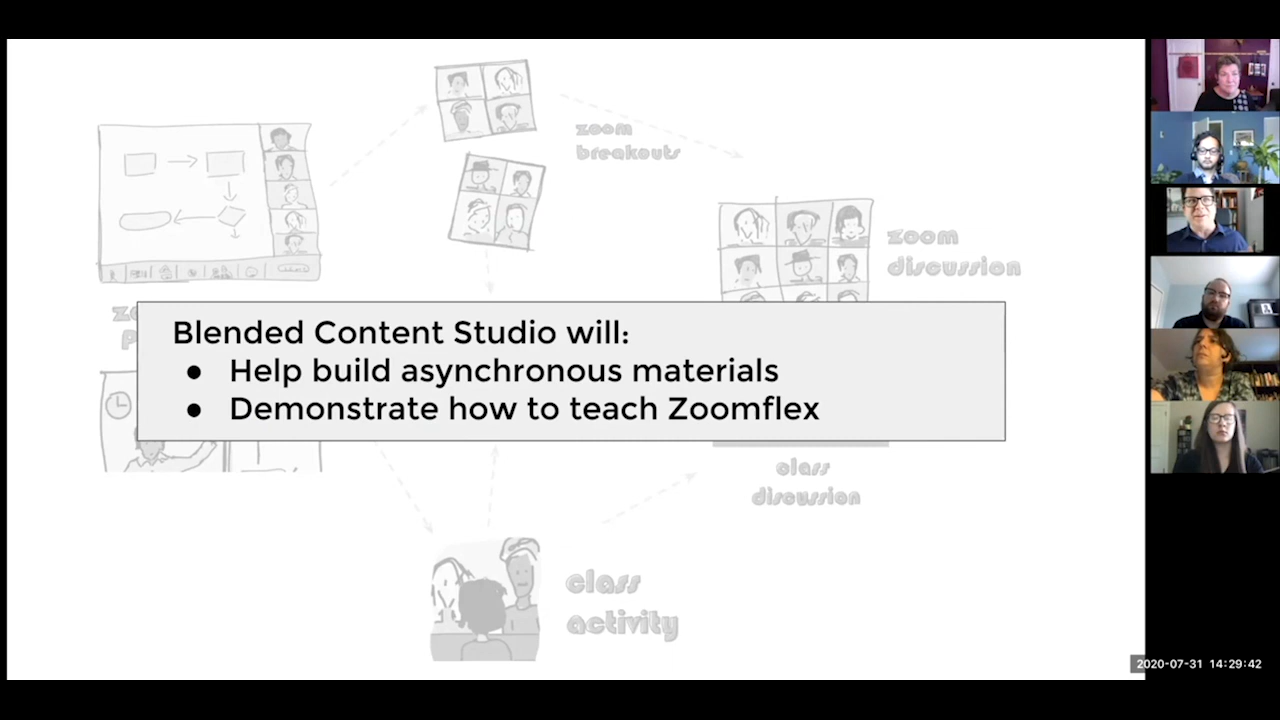 zoom
breakouts
zoom
discussion
Blended Content Studio will:
● Help build asynchronous materials
● Demonstrate how to teach Zoomflex
class
discussion
class
activity
2020-07-31 14:29:42